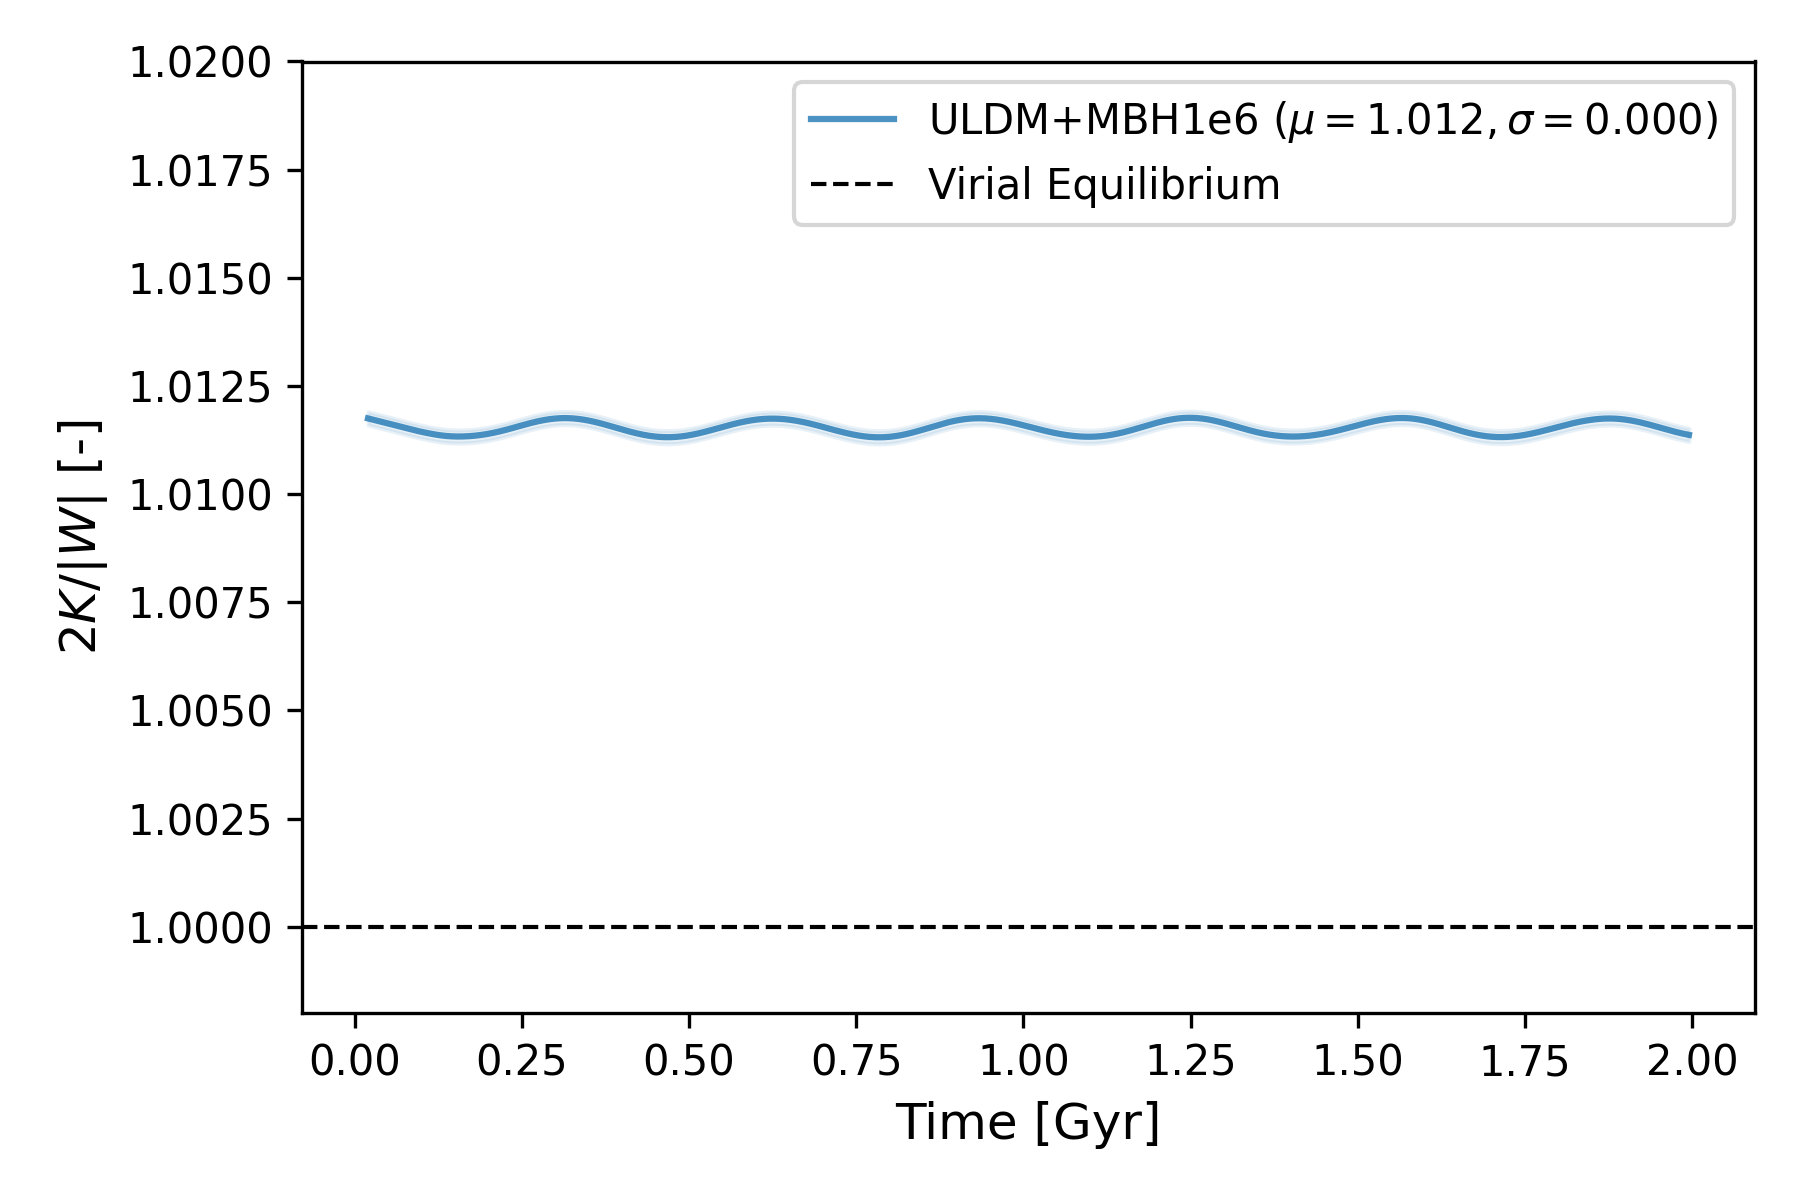 1.0200
1.0175
1.0150
1.0125
1.0100
1.0075
1.0050
1.0025
1.0000
2K/|W| [-]
ULDM+MBH1e6 (μ = 1.012, σ = 0.000)
Virial Equilibrium
0.00 0.25 0.50 0.75 1.00 1.25 1.50 1.75 2.00
Time [Gyr]